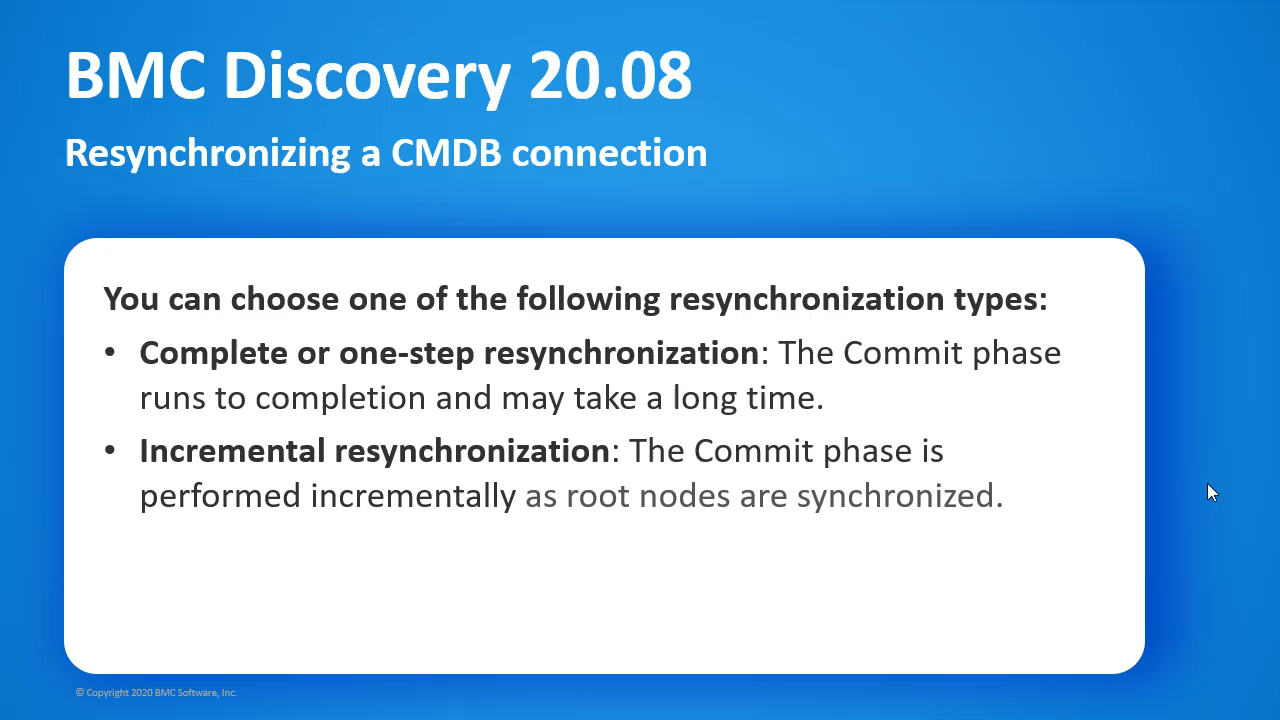 BMC Discovery 20.08
Resynchronizing a CMDB connection
You can choose one of the following resynchronization types:
• Complete or one-step resynchronization: The Commit phase
runs to completion and may take a long time.
• Incremental resynchronization: The Commit phase is
performed incrementally as root nodes are synchronized.
© Copyright 2020 BMC Software, Inc.